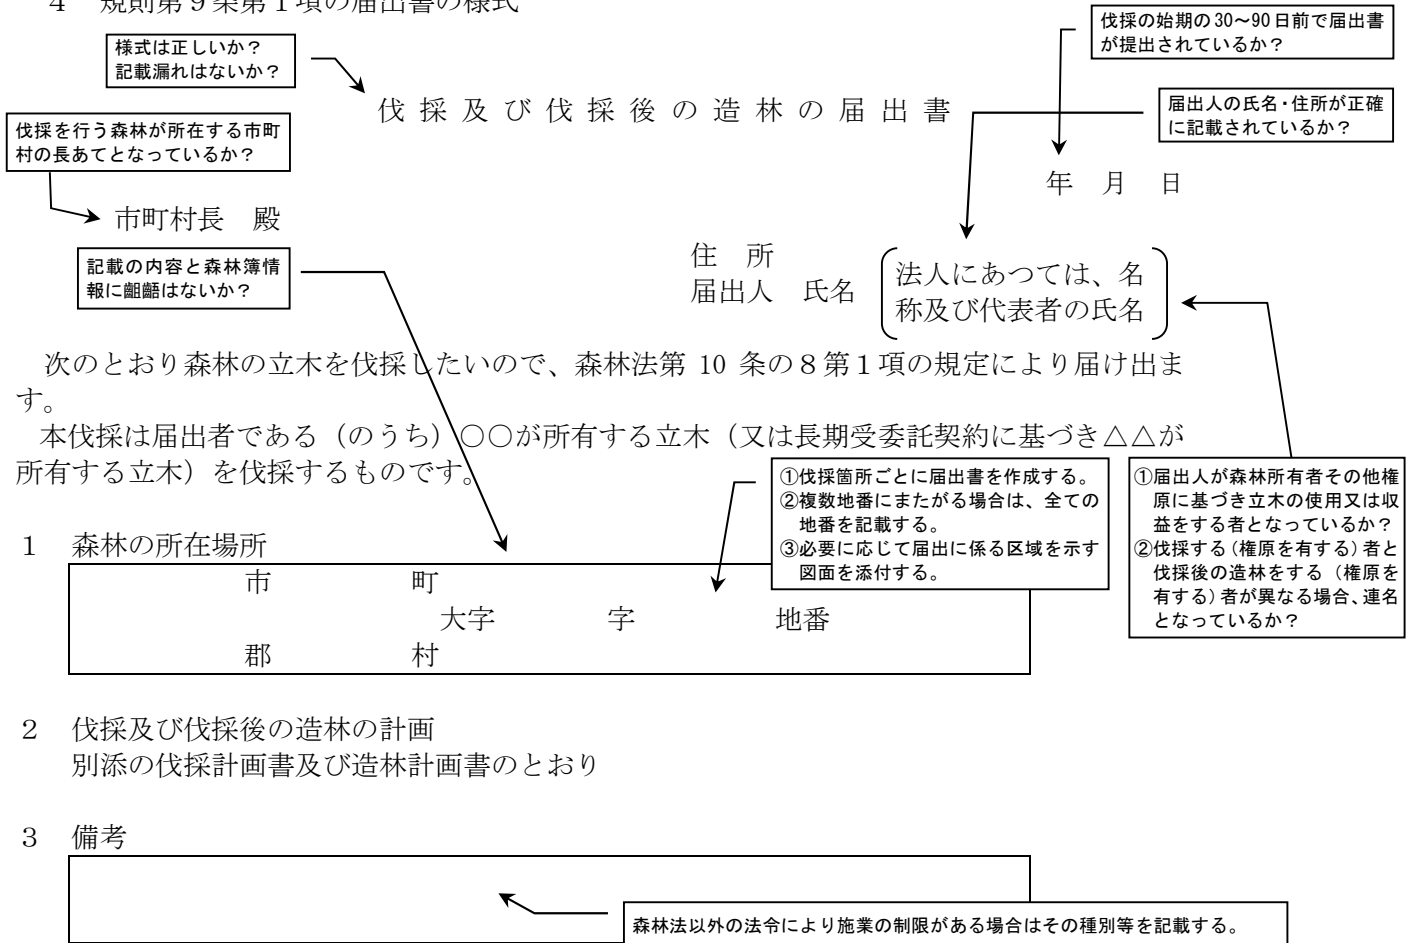 4　規則第９条第１項の届出書の様式
伐採の始期の30～90日前で届出書
が提出されているか？
様式は正しいか？
記載漏れはないか？
伐採及び伐採後の造林の届出書
届出人の氏名・住所が正確
に記載されているか？
伐採を行う森林が所在する市町
村の長あてとなっているか？
年　月　日
市町村長　殿
記載の内容と森林簿情
報に齟齬はないか？
住　所
届出人　氏名
法人にあつては、名
称及び代表者の氏名
次のとおり森林の立木を伐採したいので、森林法第 10 条の８第１項の規定により届け出ま
す。
本伐採は届出者である（のうち）○○が所有する立木（又は長期受委託契約に基づき△△が
所有する立木）を伐採するものです。
①伐採箇所ごとに届出書を作成する。
②複数地番にまたがる場合は、全ての
地番を記載する。
③必要に応じて届出に係る区域を示す
図面を添付する。
①届出人が森林所有者その他権
原に基づき立木の使用又は収
益をする者となっているか？
②伐採する（権原を有する）者と
伐採後の造林をする（権原を
有する）者が異なる場合、連名
となっているか？
１　森林の所在場所
市　町
大字　字　地番
郡　村
２　伐採及び伐採後の造林の計画
別添の伐採計画書及び造林計画書のとおり
３　備考
森林法以外の法令により施業の制限がある場合はその種別等を記載する。